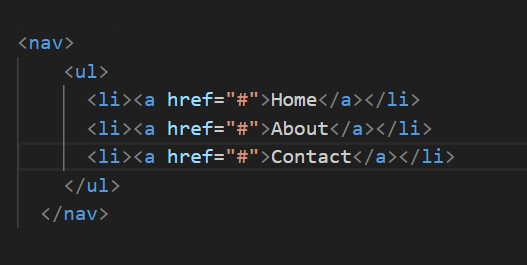 <nav>
    <ul>
      <li><a href="#">Home</a></li>
      <li><a href="#">About</a></li>
      <li><a href="#">Contact</a></li>
    </ul>
  </nav>